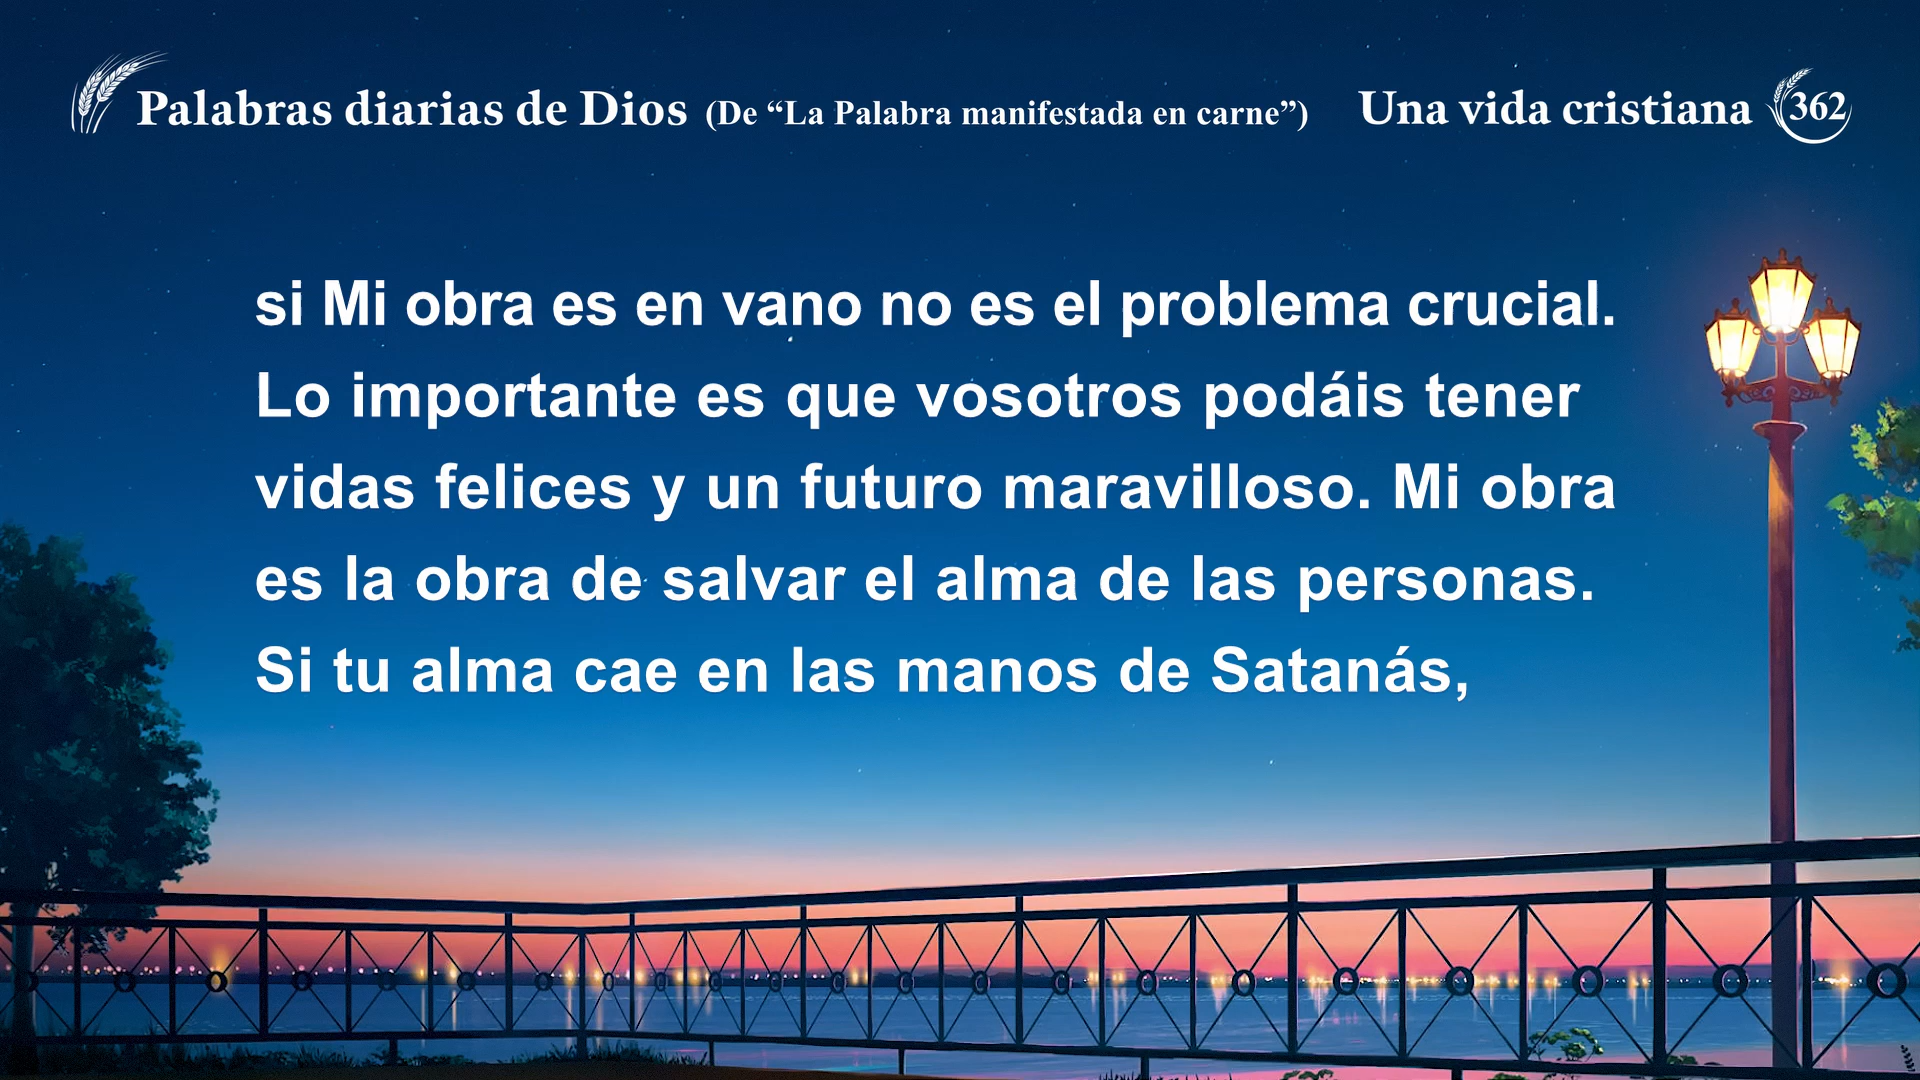 Palabras diarias de Dios (De “La Palabra manifestada en carne”) Una vida cristiana 362
si Mi obra es en vano no es el problema crucial.
Lo importante es que vosotros podáis tener
vidas felices y un futuro maravilloso. Mi obra
es la obra de salvar el alma de las personas.
Si tu alma cae en las manos de Satanás,